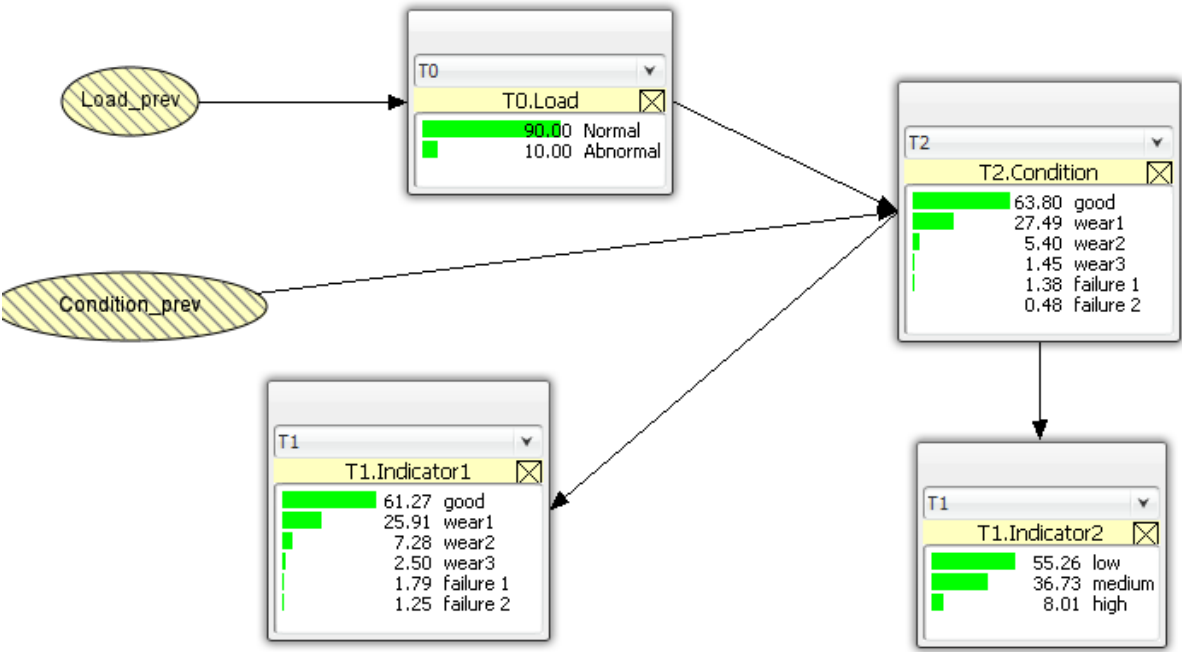 Load_prev
T0
T0.Load
90.00 Normal
10.00 Abnormal
T2
T2.Condition
63.80 good
27.49 wear1
5.40 wear2
1.45 wear3
1.38 failure 1
0.48 failure 2
Condition_prev
T1
T1.Indicator1
61.27 good
25.91 wear1
7.28 wear2
2.50 wear3
1.79 failure 1
1.25 failure 2
T1
T1.Indicator2
55.26 low
36.73 medium
8.01 high